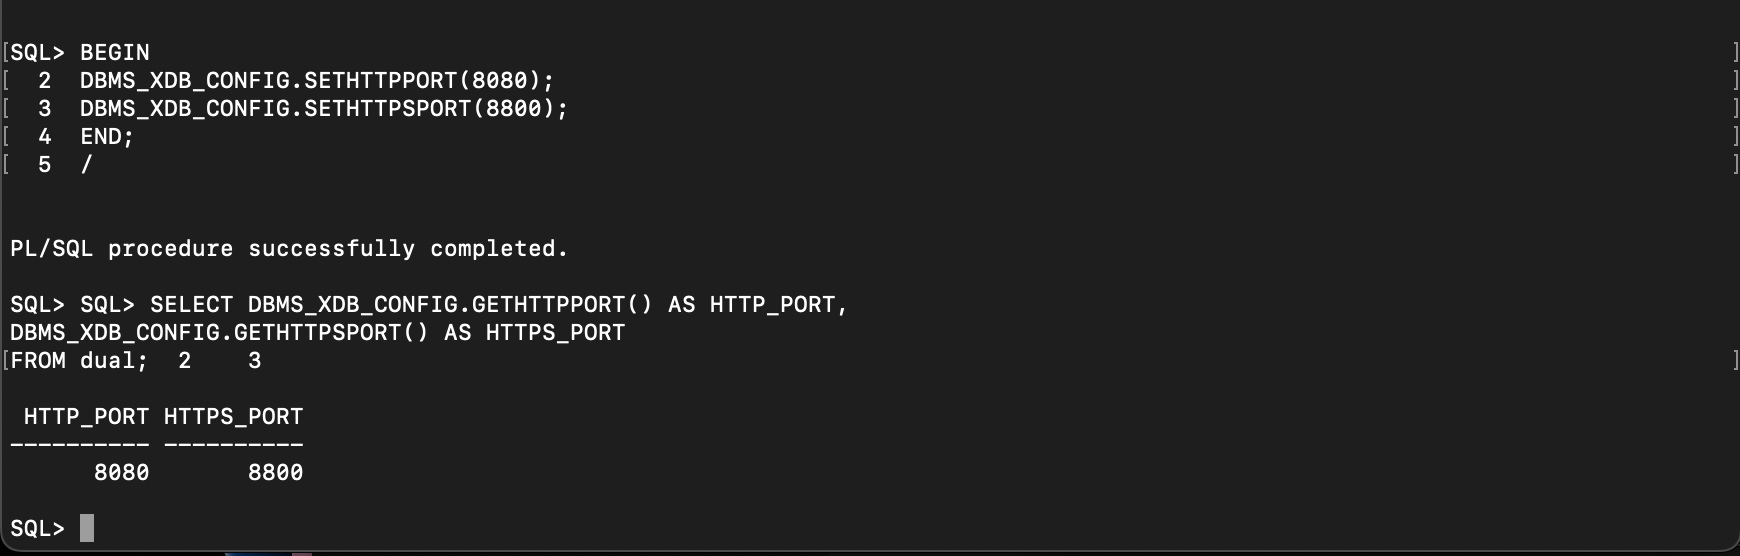 [SQL> BEGIN ]
[ 2 DBMS_XDB_CONFIG.SETHTTPPORT(8080); ]
[ 3 DBMS_XDB_CONFIG.SETHTTPSPORT(8800); ]
[ 4 END; ]
[ 5 / ]
PL/SQL procedure successfully completed.
SQL> SQL> SELECT DBMS_XDB_CONFIG.GETHTTPPORT() AS HTTP_PORT,
DBMS_XDB_CONFIG.GETHTTPSPORT() AS HTTPS_PORT
[FROM dual; 2 3 ]
HTTP_PORT HTTPS_PORT
---------- ----------
8080 8800
SQL>